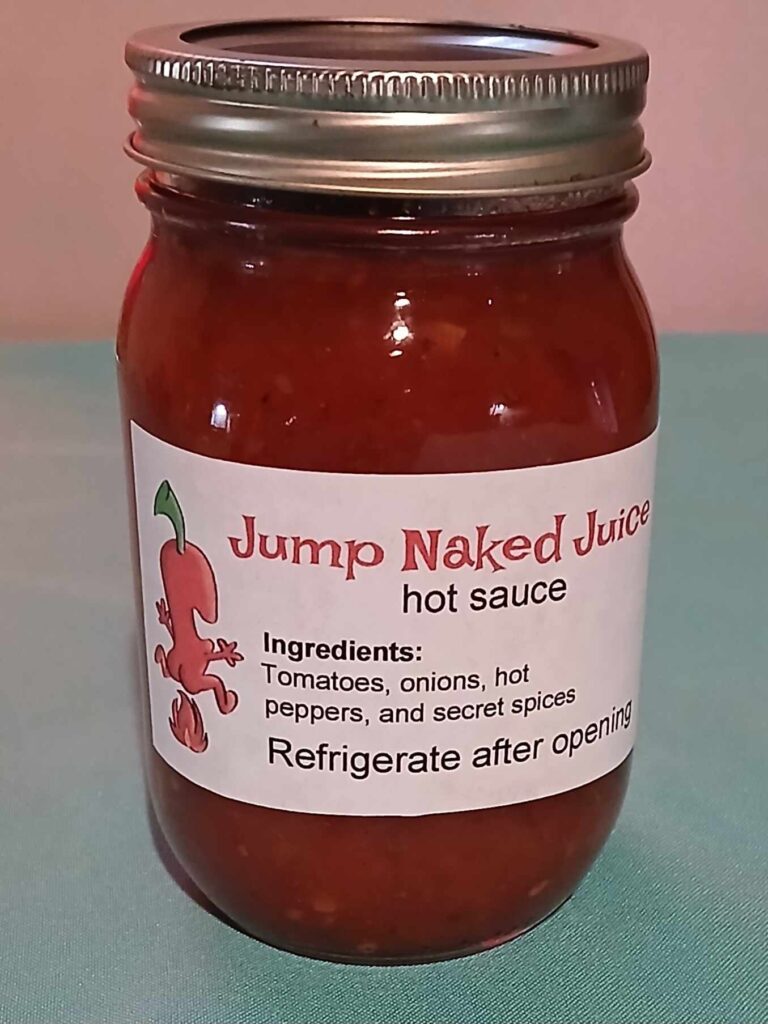 Jump Naked Juice
hot sauce
Ingredients:
Tomatoes, onions, hot
peppers, and secret spices
Refrigerate after opening